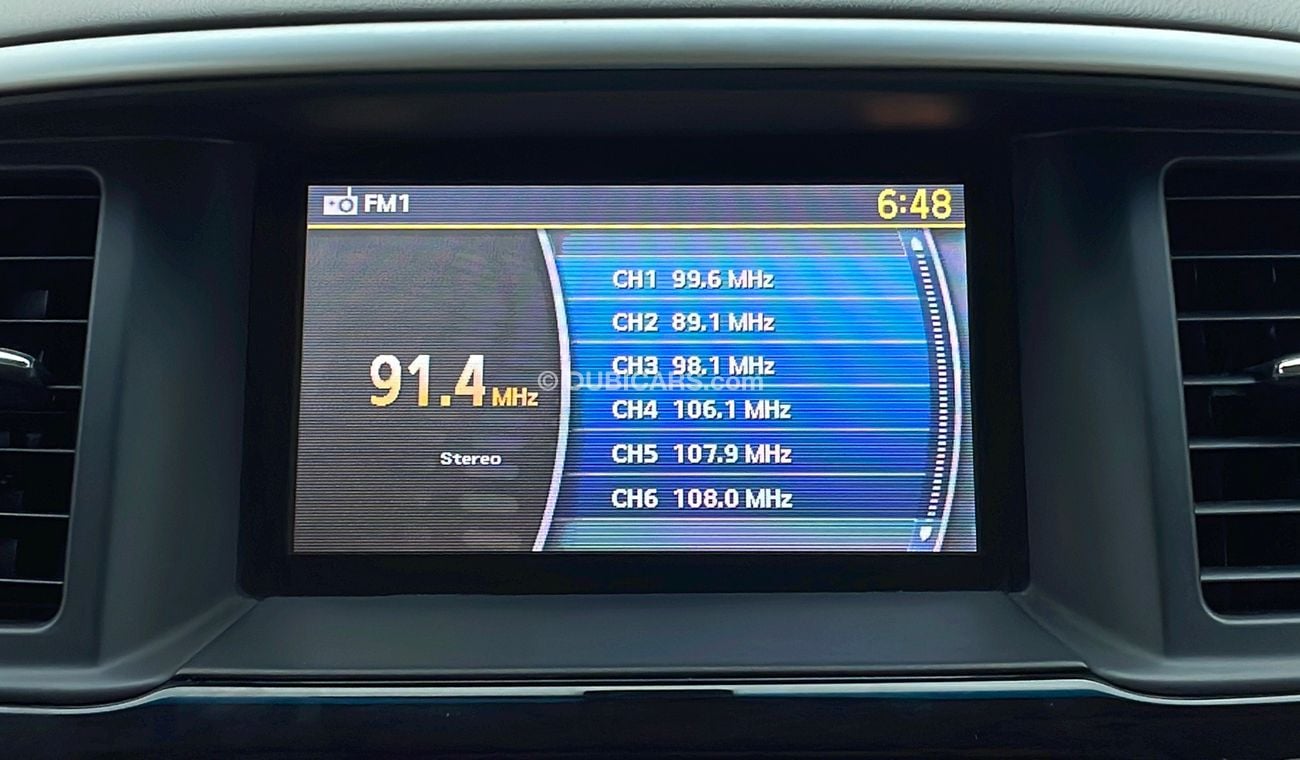 FM1 6:48
CH1 99.6 MHz
CH2 89.1 MHz
CH3 98.1 MHz
91.4 MHz
© DUBICARS.com
CH4 106.1 MHz
CH5 107.9 MHz
Stereo
CH6 108.0 MHz